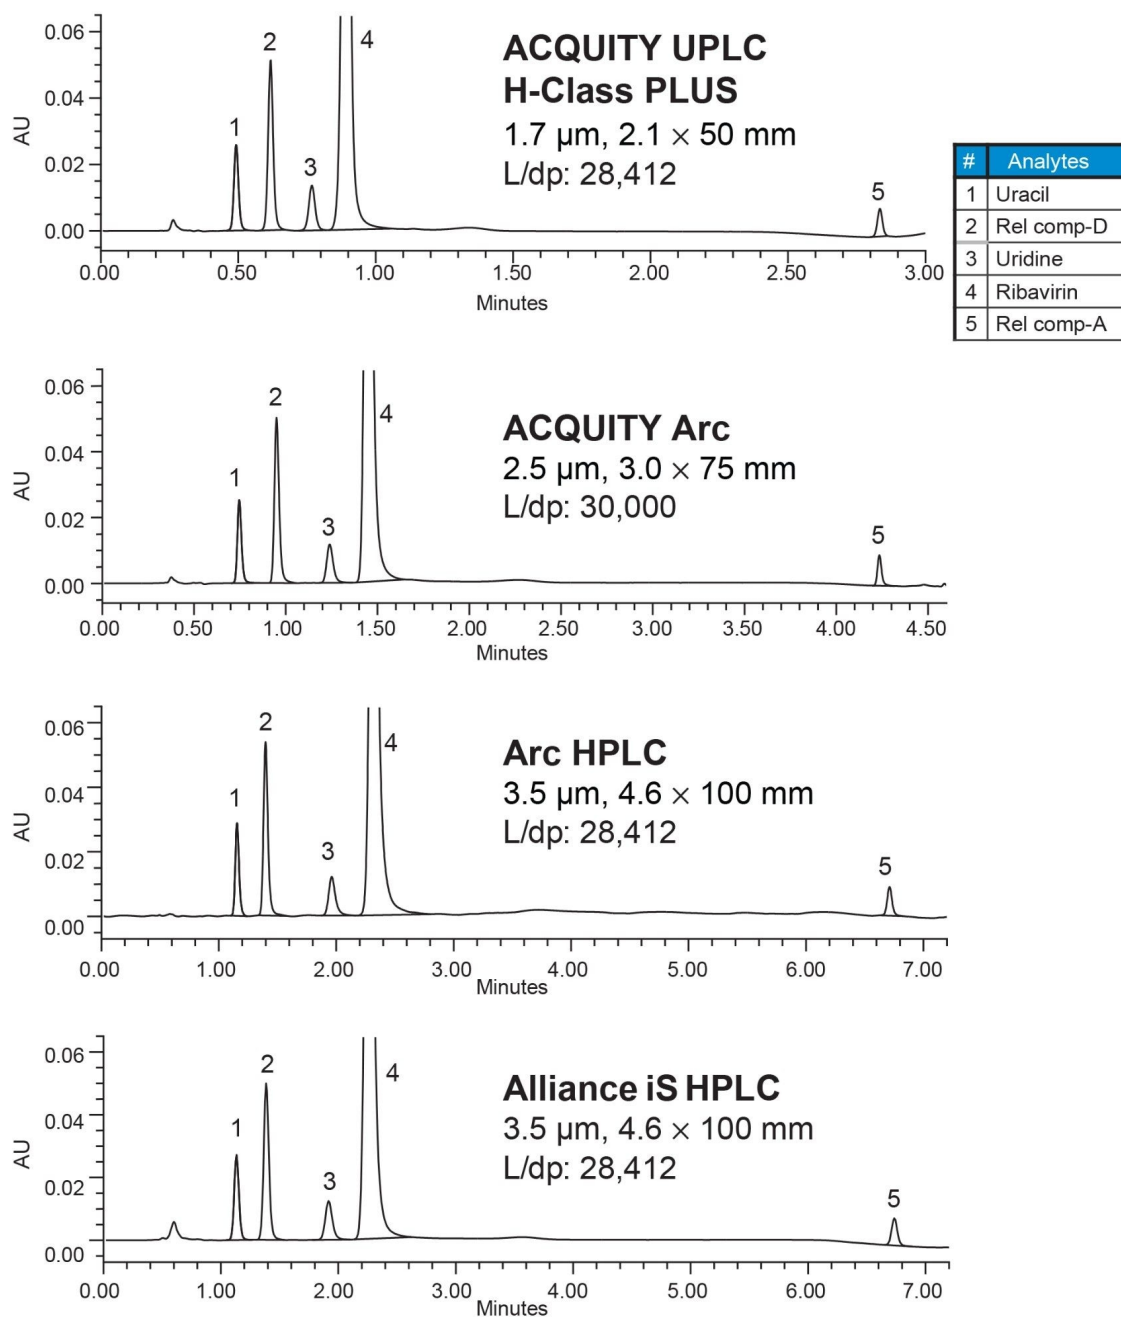 0.06
0.04
0.02
0.00
AU
1
2
3
4
5
ACQUITY UPLC
H-Class PLUS
1.7 µm, 2.1 × 50 mm
L/dp: 28,412
0.00 0.50 1.00 1.50 2.00 2.50 3.00
Minutes
# Analytes
1 Uracil
2 Rel comp-D
3 Uridine
4 Ribavirin
5 Rel comp-A
0.06
0.04
0.02
0.00
AU
1
2
3
4
5
ACQUITY Arc
2.5 µm, 3.0 × 75 mm
L/dp: 30,000
0.00 0.50 1.00 1.50 2.00 2.50 3.00 3.50 4.00 4.50
Minutes
0.06
0.04
0.02
0.00
AU
1
2
3
4
5
Arc HPLC
3.5 µm, 4.6 × 100 mm
L/dp: 28,412
0.00 1.00 2.00 3.00 4.00 5.00 6.00 7.00
Minutes
0.06
0.04
0.02
0.00
AU
1
2
3
4
5
Alliance iS HPLC
3.5 µm, 4.6 × 100 mm
L/dp: 28,412
0.00 1.00 2.00 3.00 4.00 5.00 6.00 7.00
Minutes